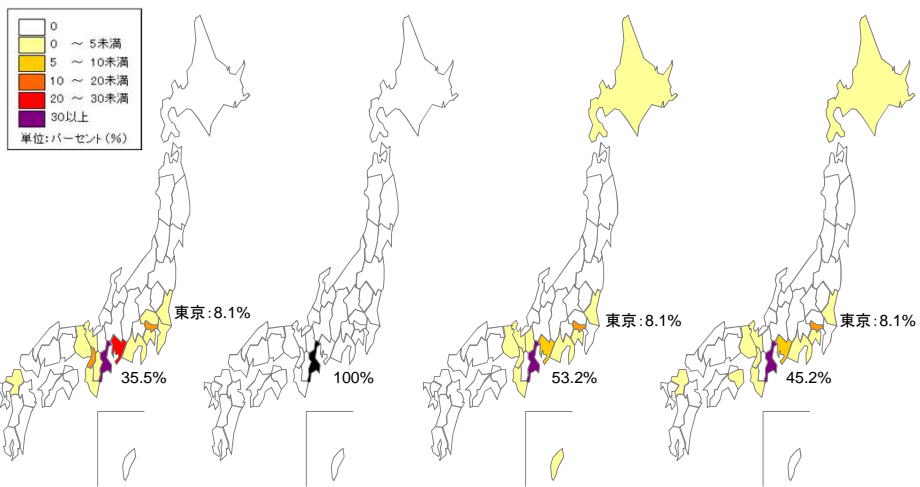 0
0 ～ 5未満
5 ～ 10未満
10 ～ 20未満
20 ～ 30未満
30以上
単位:パーセント(%)
東京:8.1%
35.5%
100%
東京:8.1%
53.2%
東京:8.1%
45.2%